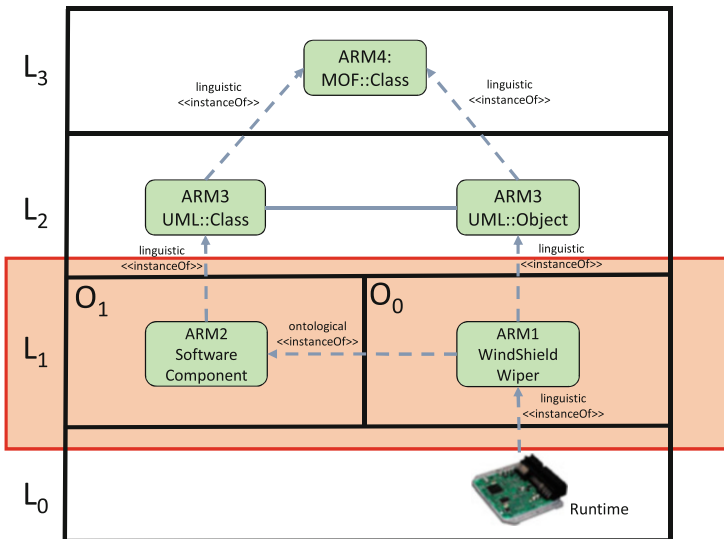 L3
ARM4:
MOF::Class
linguistic
<<instanceOf>>
linguistic
<<instanceOf>>
L2
ARM3
UML::Class
ARM3
UML::Object
linguistic
<<instanceOf>>
linguistic
<<instanceOf>>
O1
O0
L1
ARM2
Software
Component
ontological
<<instanceOf>>
ARM1
WindShield
Wiper
linguistic
<<instanceOf>>
L0
Runtime